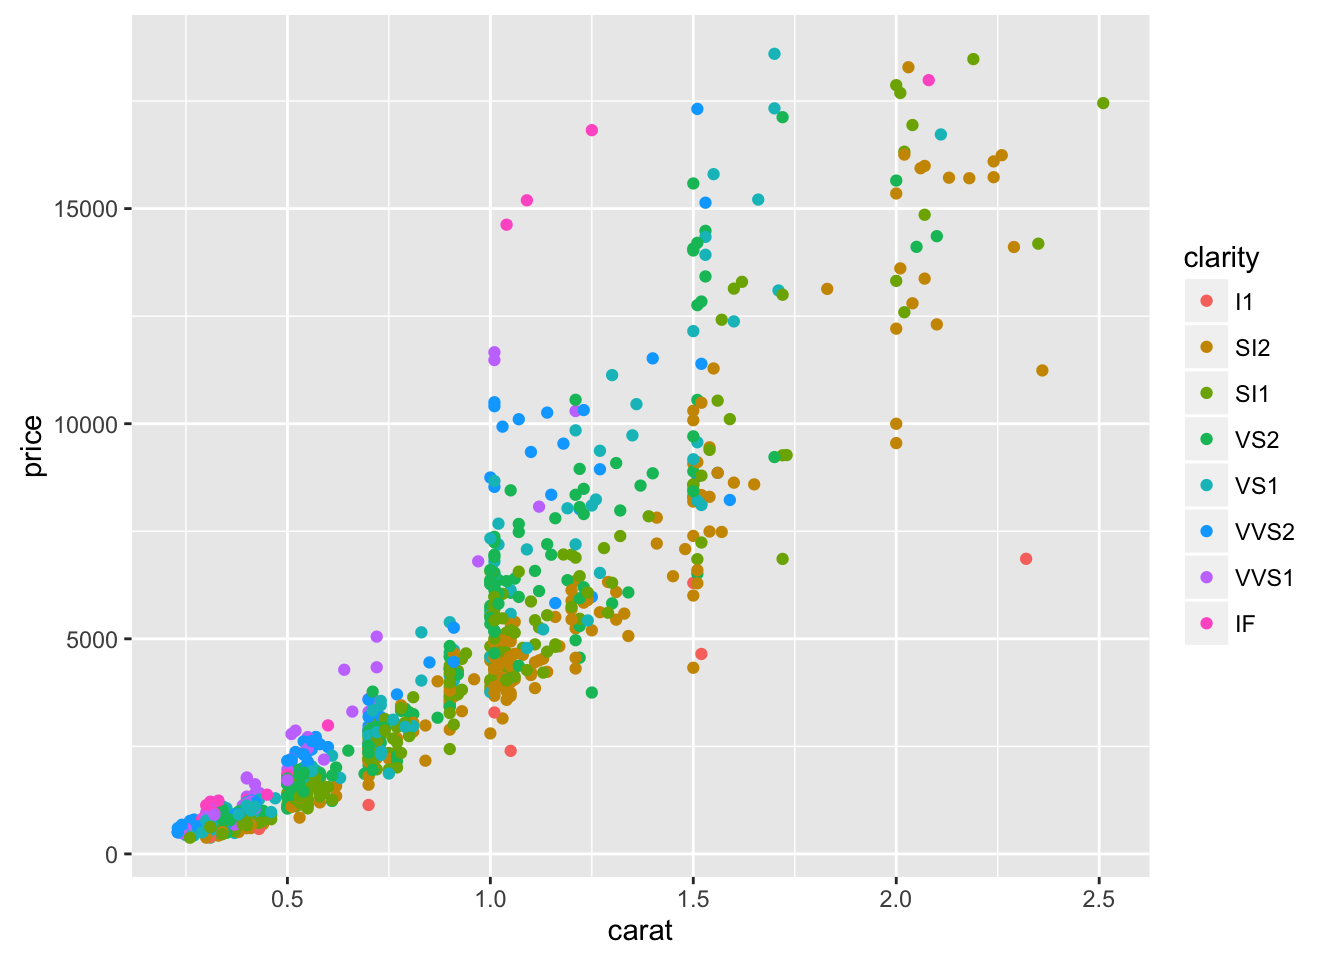 price
15000
10000
5000
0
0.5
1.0
1.5
2.0
2.5
carat
clarity
I1
SI2
SI1
VS2
VS1
VVS2
VVS1
IF